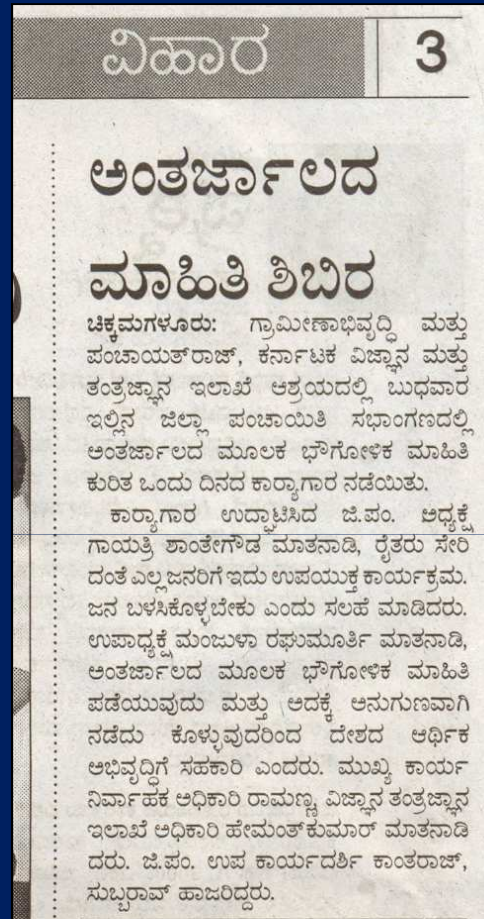 ವಿಹಾರ 3
ಅಂತರ್ಜಾಲದ
ಮಾಹಿತಿ ಶಿಬಿರ
ಚಿಕ್ಕಮಗಳೂರು: ಗ್ರಾಮೀಣಾಭಿವೃದ್ಧಿ ಮತ್ತು
ಪಂಚಾಯತ್‌ರಾಜ್, ಕರ್ನಾಟಕ ವಿಜ್ಞಾನ ಮತ್ತು
ತಂತ್ರಜ್ಞಾನ ಇಲಾಖೆ ಆಶ್ರಯದಲ್ಲಿ ಬುಧವಾರ
ಇಲ್ಲಿನ ಜಿಲ್ಲಾ ಪಂಚಾಯಿತಿ ಸಭಾಂಗಣದಲ್ಲಿ
ಅಂತರ್ಜಾಲದ ಮೂಲಕ ಭೌಗೋಳಿಕ ಮಾಹಿತಿ
ಕುರಿತ ಒಂದು ದಿನದ ಕಾರ‍್ಯಾಗಾರ ನಡೆಯಿತು.
ಕಾರ‍್ಯಾಗಾರ ಉದ್ಘಾಟಿಸಿದ ಜಿ.ಪಂ. ಅಧ್ಯಕ್ಷೆ
ಗಾಯತ್ರಿ ಶಾಂತೇಗೌಡ ಮಾತನಾಡಿ, ರೈತರು ಸೇರಿ
ದಂತೆ ಎಲ್ಲ ಜನರಿಗೆ ಇದು ಉಪಯುಕ್ತ ಕಾರ್ಯಕ್ರಮ.
ಜನ ಬಳಸಿಕೊಳ್ಳಬೇಕು ಎಂದು ಸಲಹೆ ಮಾಡಿದರು.
ಉಪಾಧ್ಯಕ್ಷೆ ಮಂಜುಳಾ ರಘುಮೂರ್ತಿ ಮಾತನಾಡಿ,
ಅಂತರ್ಜಾಲದ ಮೂಲಕ ಭೌಗೋಳಿಕ ಮಾಹಿತಿ
ಪಡೆಯುವುದು ಮತ್ತು ಅದಕ್ಕೆ ಅನುಗುಣವಾಗಿ
ನಡೆದು ಕೊಳ್ಳುವುದರಿಂದ ದೇಶದ ಆರ್ಥಿಕ
ಅಭಿವೃದ್ಧಿಗೆ ಸಹಕಾರಿ ಎಂದರು. ಮುಖ್ಯ ಕಾರ್ಯ
ನಿರ್ವಾಹಕ ಅಧಿಕಾರಿ ರಾಮಣ್ಣ, ವಿಜ್ಞಾನ ತಂತ್ರಜ್ಞಾನ
ಇಲಾಖೆ ಅಧಿಕಾರಿ ಹೇಮಂತ್‌ಕುಮಾರ್ ಮಾತನಾಡಿ
ದರು. ಜಿ.ಪಂ. ಉಪ ಕಾರ್ಯದರ್ಶಿ ಕಾಂತರಾಜ್,
ಸುಬ್ಬರಾವ್ ಹಾಜರಿದ್ದರು.